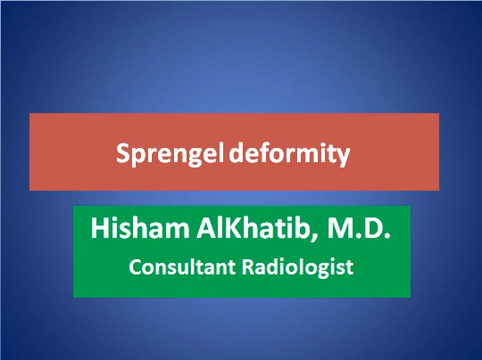 Sprengel deformity
Hisham AlKhatib, M.D.
Consultant Radiologist